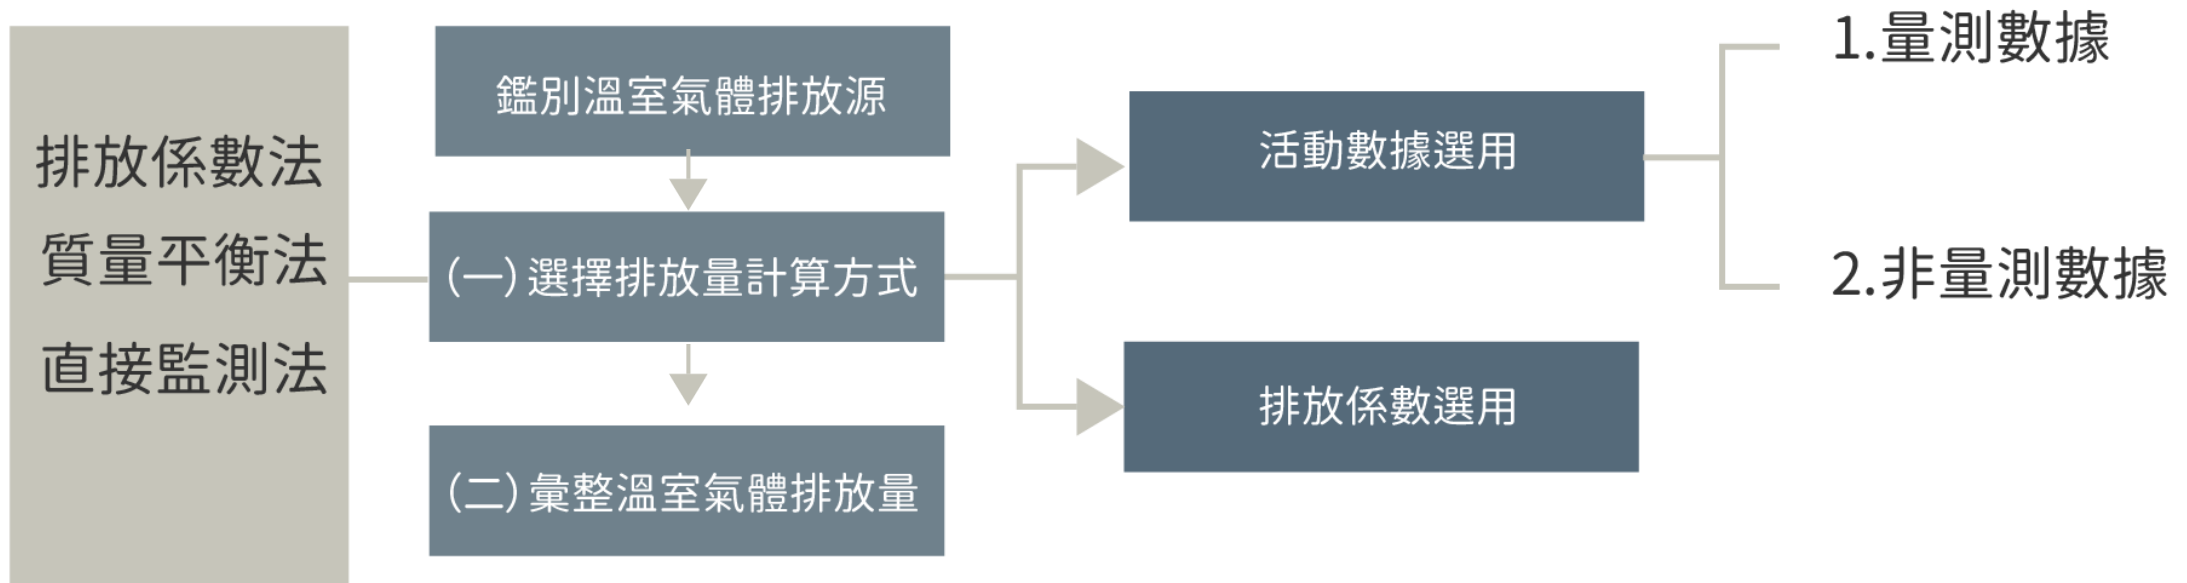 排放係數法
質量平衡法
直接監測法
鑑別溫室氣體排放源
(一)選擇排放量計算方式
(二)彙整溫室氣體排放量
活動數據選用
排放係數選用
1.量測數據
2.非量測數據